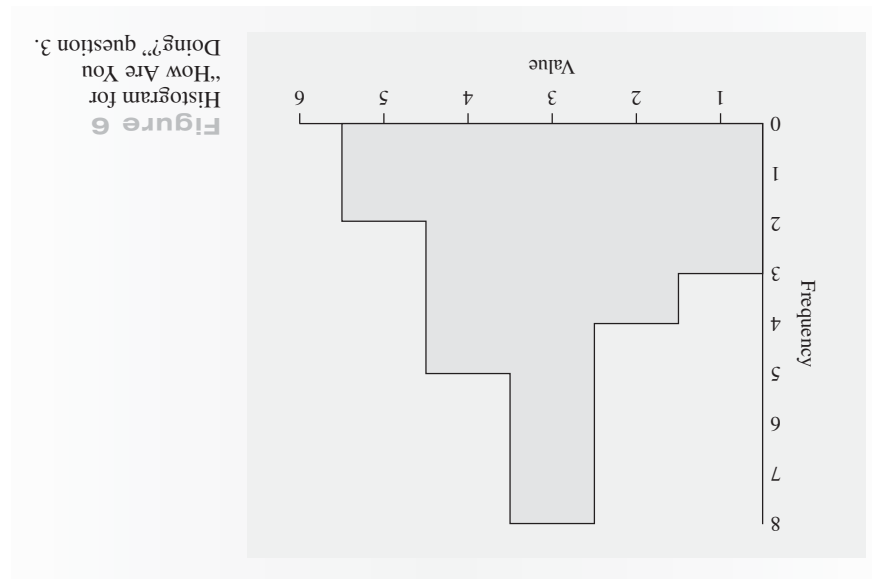 Figure 6
Histogram for
“How Are You
Doing?” question 3.
Frequency
8
7
6
5
4
3
2
1
0
1 2 3 4 5 6
Value